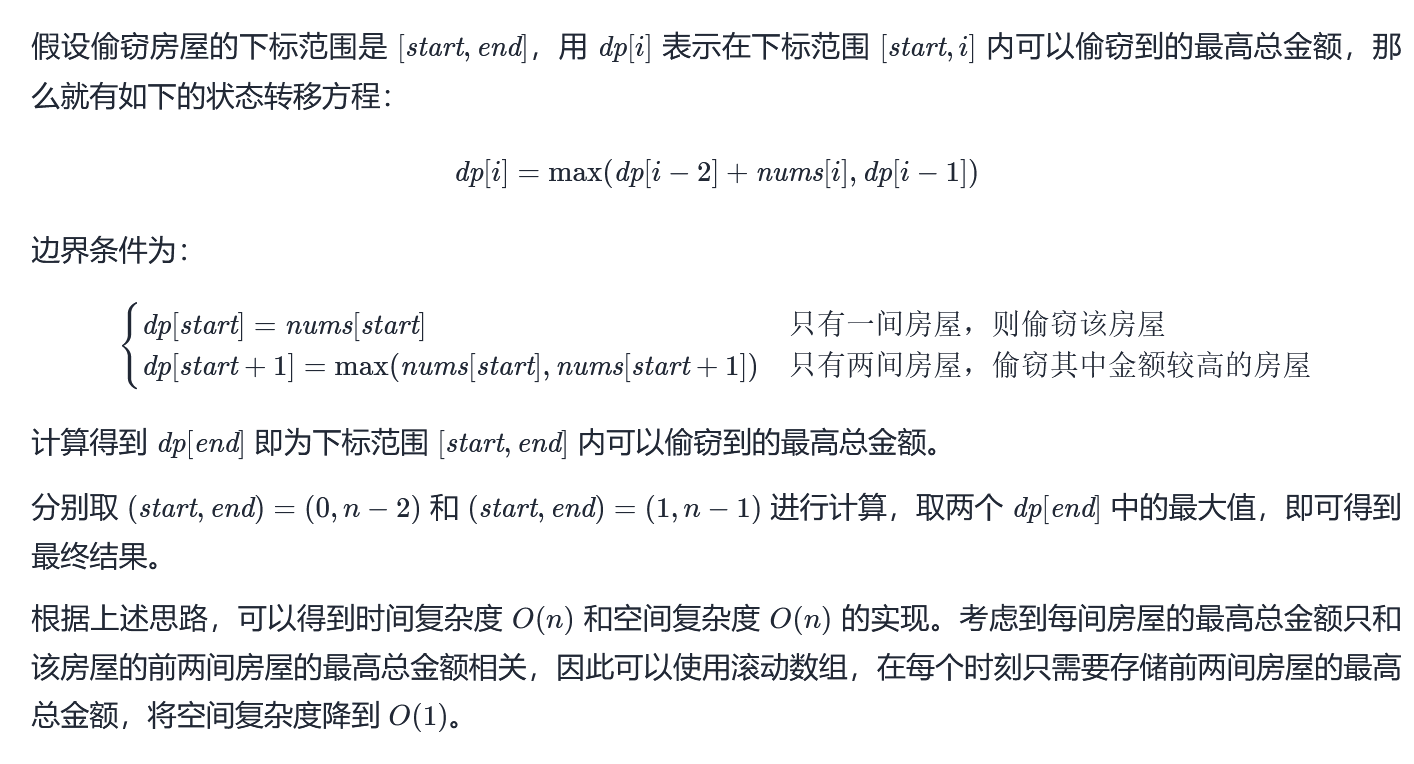 假设偷窃房屋的下标范围是 [start, end]，用 dp[i] 表示在下标范围 [start, i] 内可以偷窃到的最高总金额，那
么就有如下的状态转移方程：
dp[i] = max(dp[i − 2] + nums[i], dp[i − 1])
边界条件为：
dp[start] = nums[start] 只有一间房屋，则偷窃该房屋
dp[start + 1] = max(nums[start], nums[start + 1]) 只有两间房屋，偷窃其中金额较高的房屋
计算得到 dp[end] 即为下标范围 [start, end] 内可以偷窃到的最高总金额。
分别取 (start, end) = (0, n − 2) 和 (start, end) = (1, n − 1) 进行计算，取两个 dp[end] 中的最大值，即可得到
最终结果。
根据上述思路，可以得到时间复杂度 O(n) 和空间复杂度 O(n) 的实现。考虑到每间房屋的最高总金额只和
该房屋的前两间房屋的最高总金额相关，因此可以使用滚动数组，在每个时刻只需要存储前两间房屋的最高
总金额，将空间复杂度降到 O(1)。